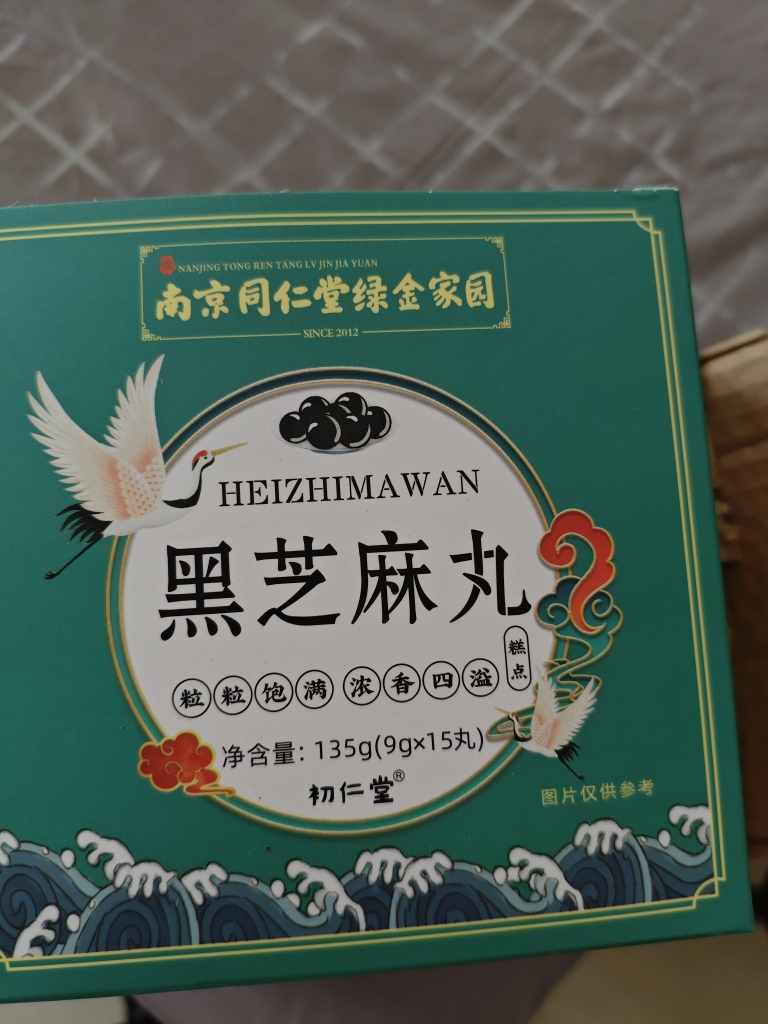 NANJING TONG REN TANG LV JIN JIA YUAN
南京同仁堂绿金家园
SINCE 2012
HEIZHIMAWAN
黑芝麻丸
糕点
粒粒饱满浓香四溢
净含量: 135g(9g×15丸)
初仁堂®
图片仅供参考